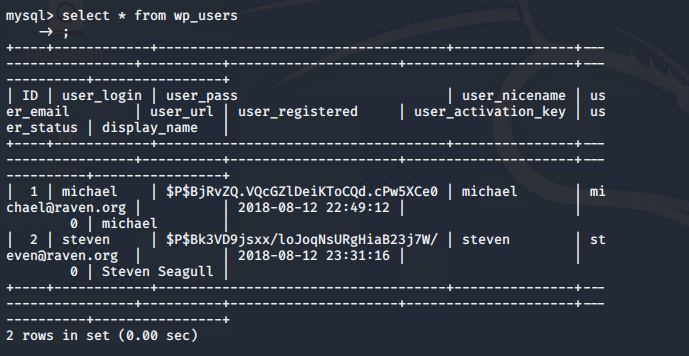 mysql> select * from wp_users
    -> ;
+----+------------+------------------------------------+---------------+---
----------------+----------+---------------------+---------------------+---
----------+----------------+
| ID | user_login | user_pass                          | user_nicename | us
er_email        | user_url | user_registered     | user_activation_key | us
er_status | display_name   |
+----+------------+------------------------------------+---------------+---
----------------+----------+---------------------+---------------------+---
----------+----------------+
|  1 | michael    | $P$BjRvZQ.VQcGZlDeiKToCQd.cPw5XCe0 | michael       | mi
chael@raven.org |          | 2018-08-12 22:49:12 |                     |
        0 | michael        |
|  2 | steven     | $P$Bk3VD9jsxx/loJoqNsURgHiaB23j7W/ | steven        | st
even@raven.org  |          | 2018-08-12 23:31:16 |                     |
        0 | Steven Seagull |
+----+------------+------------------------------------+---------------+---
----------------+----------+---------------------+---------------------+---
----------+----------------+
2 rows in set (0.00 sec)